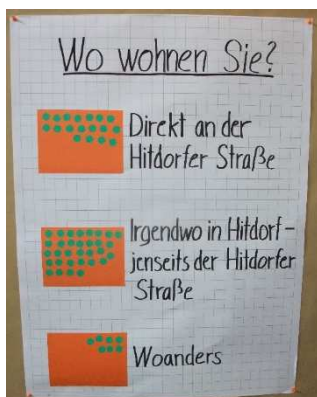 Wo wohnen Sie?
Direkt an der
Hitdorfer Straße
Irgendwo in Hitdorf-
jenseits der Hitdorfer
Straße
Woanders